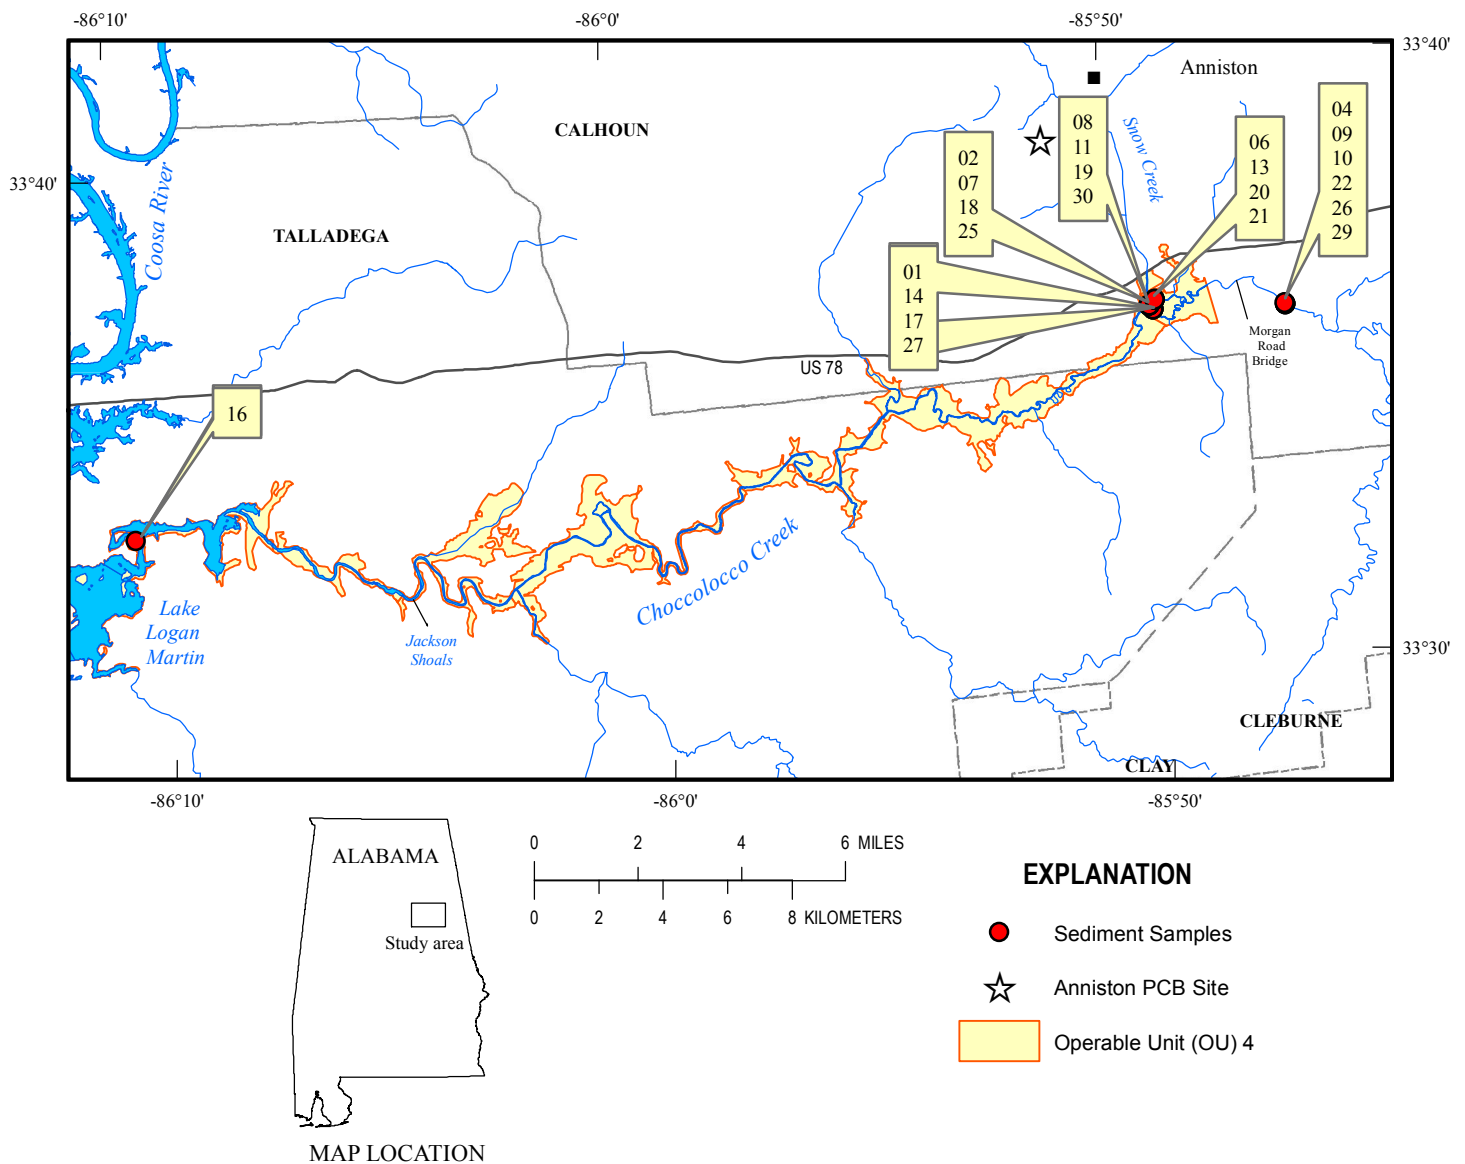 -86°10'
-86°0'
-85°50'
33°40'
Anniston
CALHOUN
04
09
10
22
26
29
08
11
19
30
Snow Creek
06
13
20
21
02
07
18
25
33°40'
Coosa River
TALLADEGA
01
14
17
27
Morgan
Road
Bridge
US 78
16
Choccolocco Creek
Lake
Logan
Martin
Jackson
Shoals
33°30'
CLEBURNE
CLAY
-86°10'
-86°0'
-85°50'
ALABAMA
Study area
MAP LOCATION
0 2 4 6 MILES
0 2 4 6 8 KILOMETERS
EXPLANATION
Sediment Samples
Anniston PCB Site
Operable Unit (OU) 4